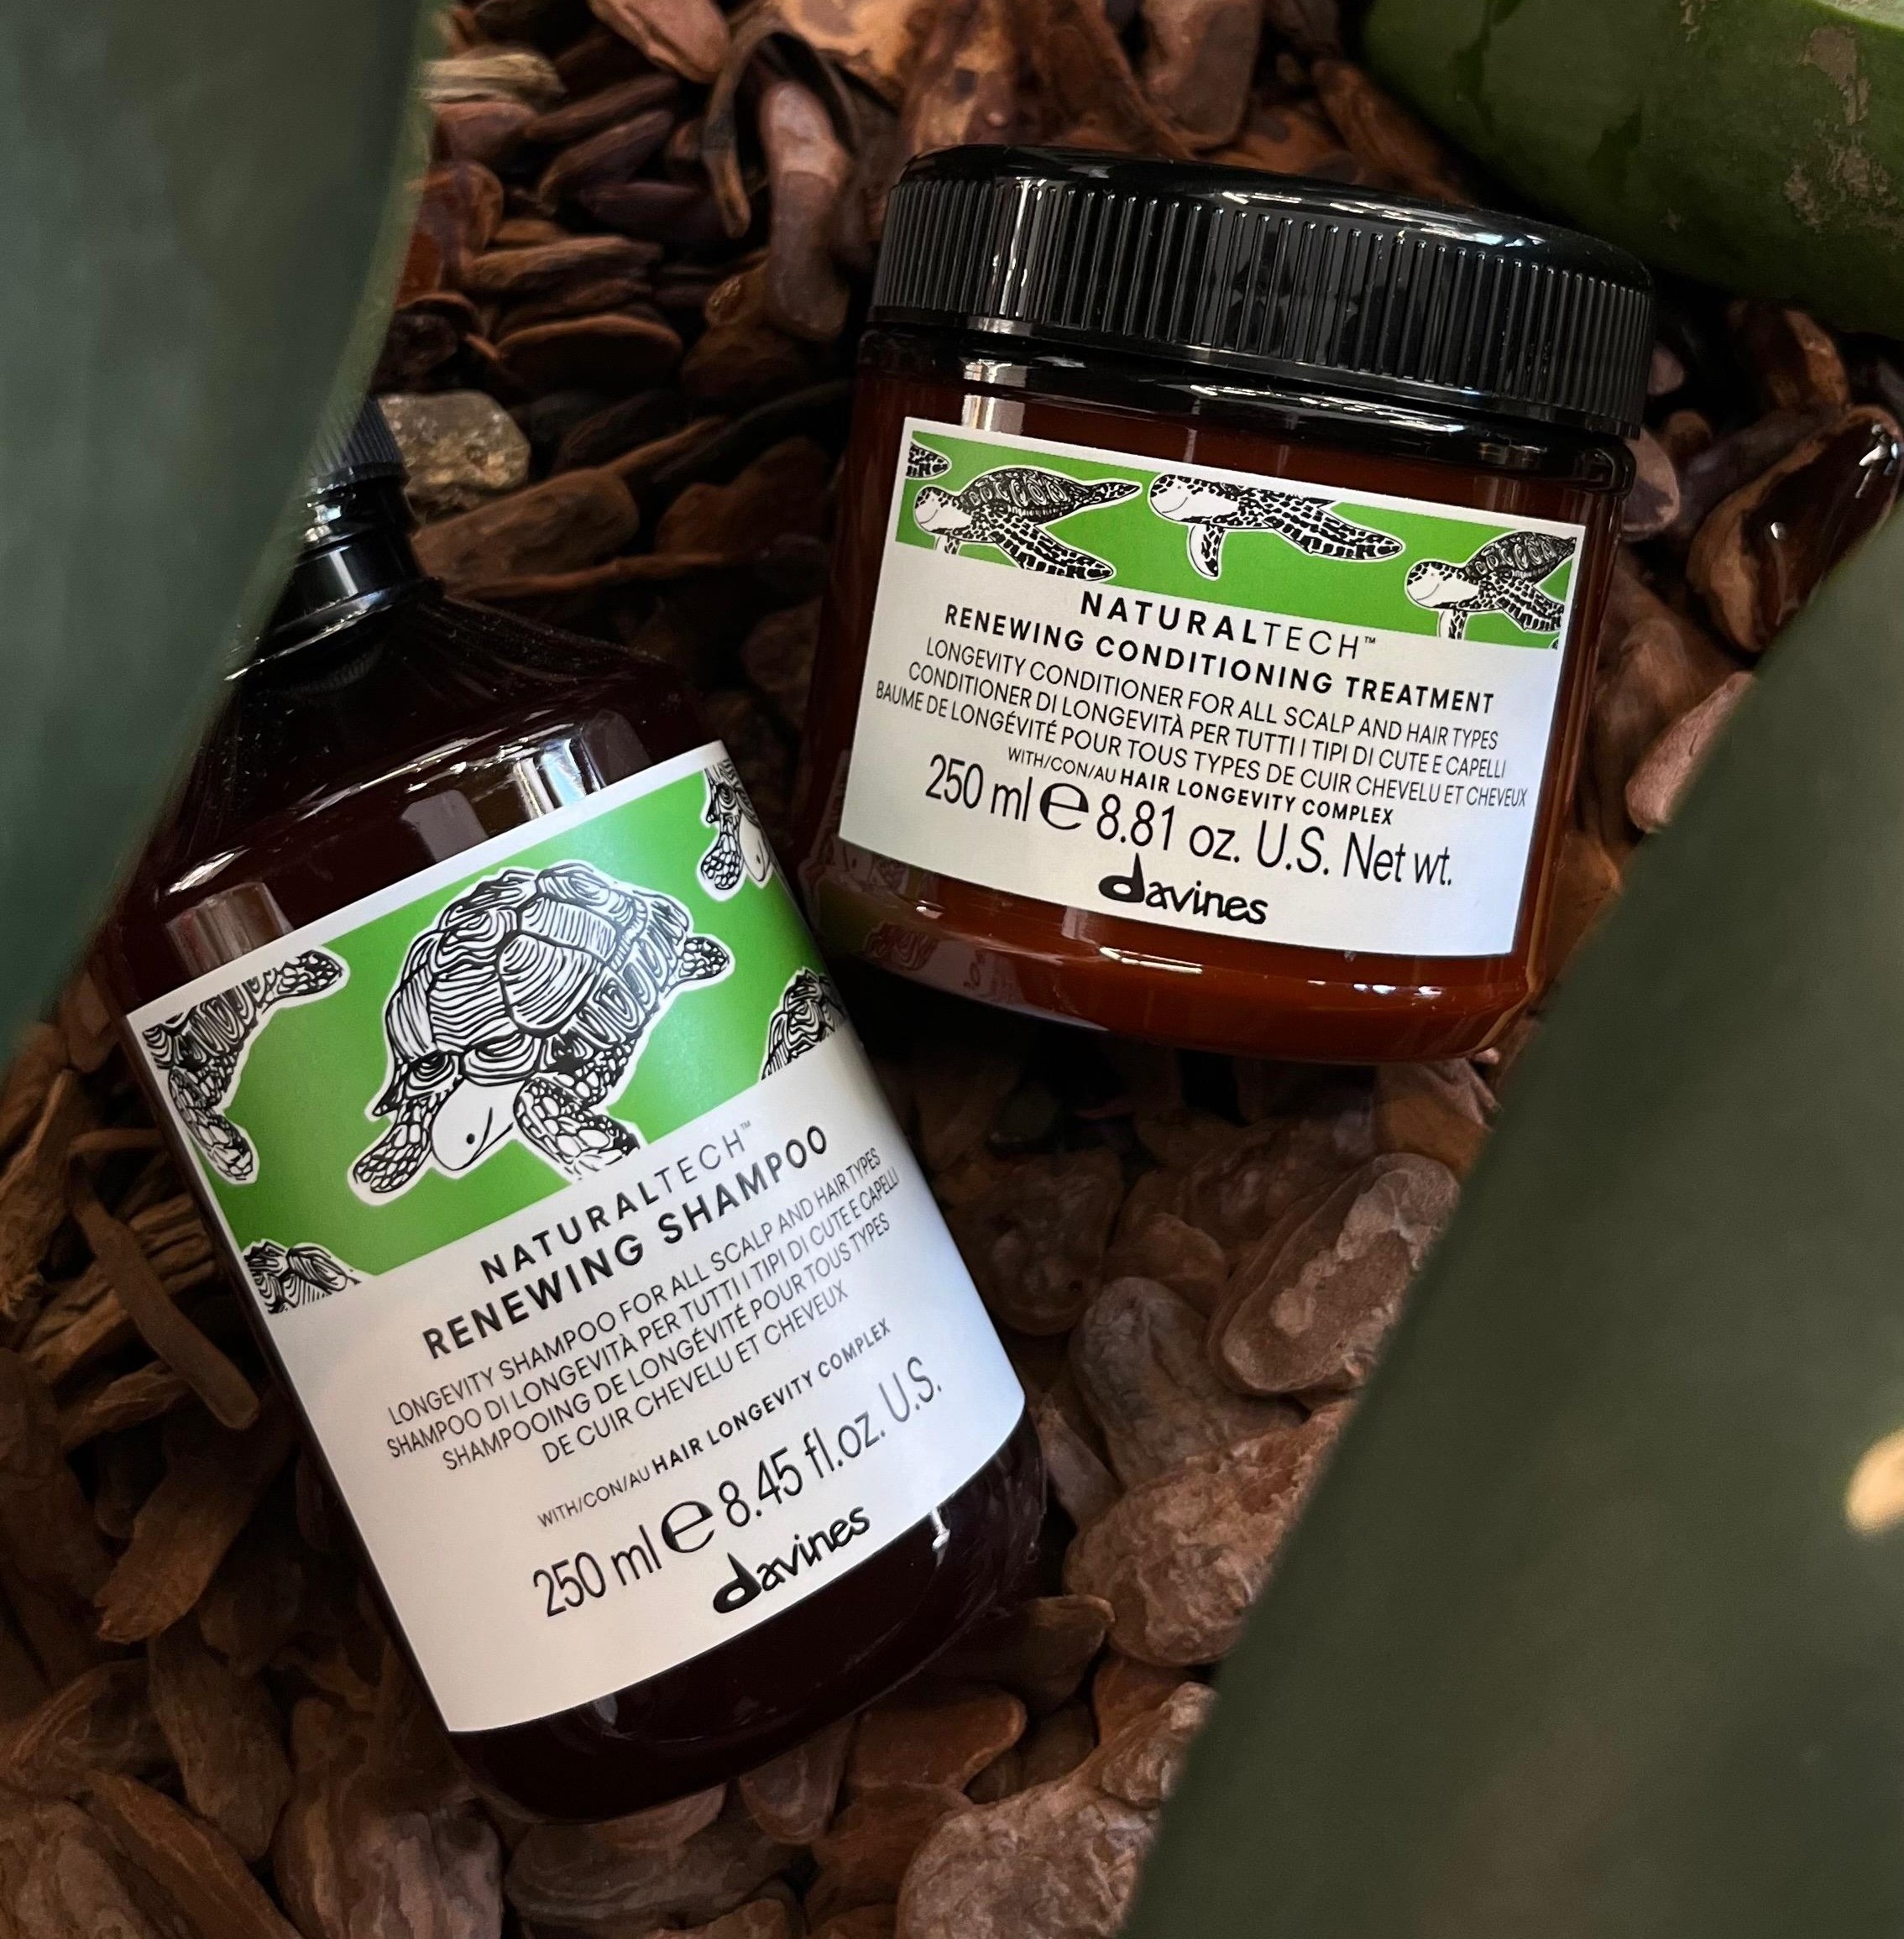 NATURALTECH™
RENEWING CONDITIONING TREATMENT
LONGEVITY CONDITIONER FOR ALL SCALP AND HAIR TYPES
CONDITIONER DI LONGEVITÀ PER TUTTI I TIPI DI CUTE E CAPELLI
BAUME DE LONGÉVITÉ POUR TOUS TYPES DE CUIR CHEVELU ET CHEVEUX
WITH/CON/AU HAIR LONGEVITY COMPLEX
250 ml ℮ 8.81 oz. U.S. Net wt.
davines
NATURALTECH™
RENEWING SHAMPOO
LONGEVITY SHAMPOO FOR ALL SCALP AND HAIR TYPES
SHAMPOO DI LONGEVITÀ PER TUTTI I TIPI DI CUTE E CAPELLI
SHAMPOOING DE LONGÉVITÉ POUR TOUS TYPES
DE CUIR CHEVELU ET CHEVEUX
WITH/CON/AU HAIR LONGEVITY COMPLEX
250 ml ℮ 8.45 fl.oz. U.S.
davines